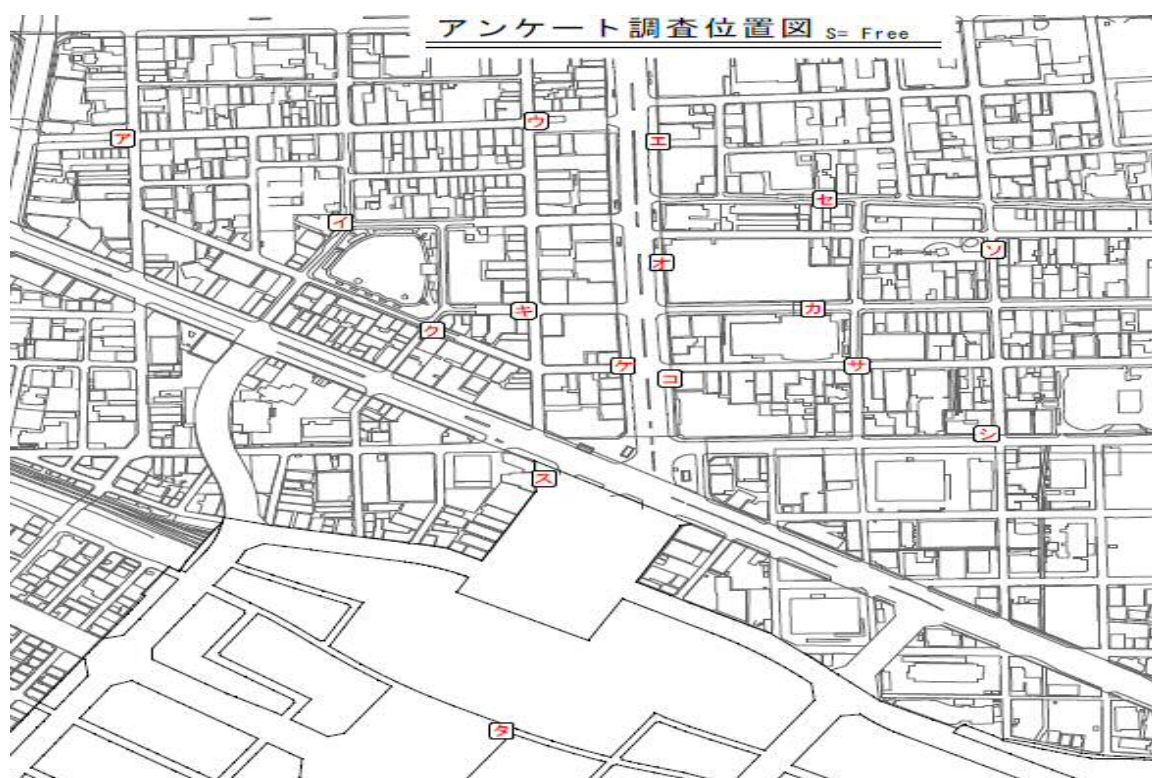 アンケート調査位置図 S= Free
ウ
ア
エ
セ
イ
ソ
オ
カ
キ
ク
ケ
サ
コ
シ
ス
タ